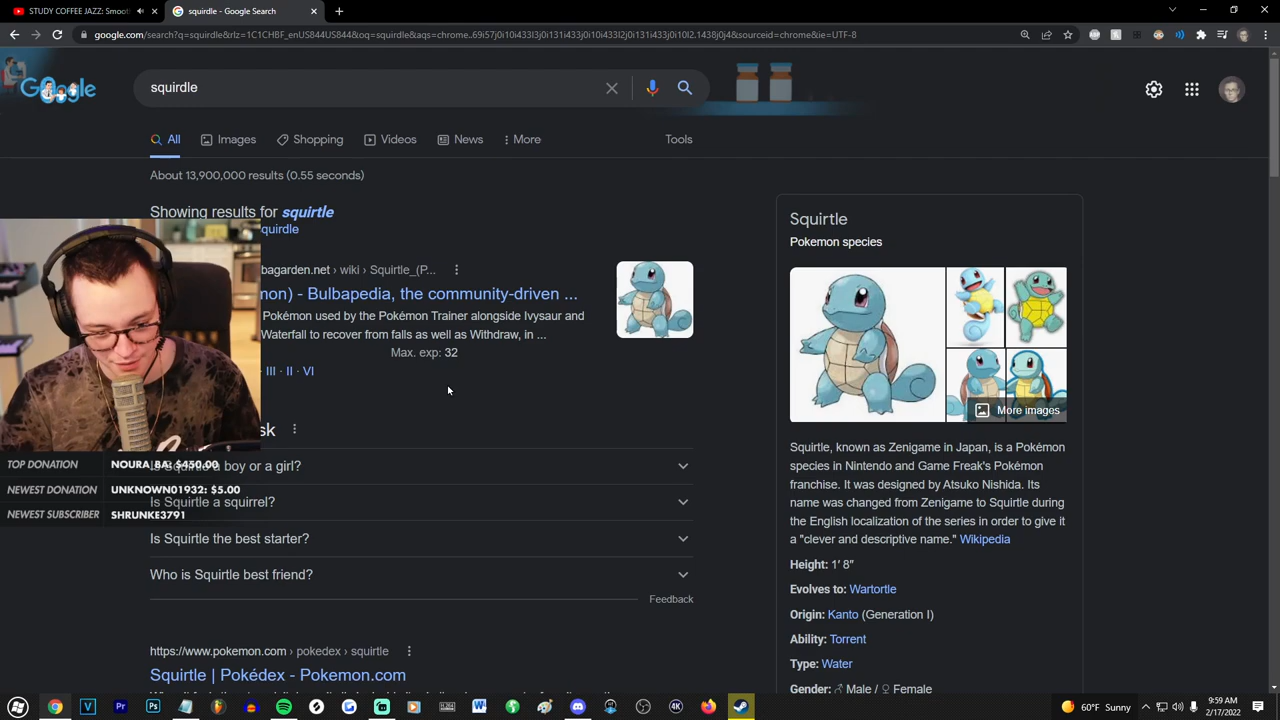 STUDY COFFEE JAZZ: Smoot
squirdle - Google Search
google.com/search?q=squirdle&rlz=1C1CHBF_enUS844US844&oq=squirdle&aqs=chrome..69i57j0i10i433l3j0i131i433j0i10i433l2j0i131i433j0i10l2.1438j0j4&sourceid=chrome&ie=UTF-8
Google
squirdle
All
Images
Shopping
Videos
News
More
Tools
About 13,900,000 results (0.55 seconds)
Showing results for squirtle
quirdle
bagarden.net › wiki › Squirtle_(P...
non) - Bulbapedia, the community-driven ...
Pokémon used by the Pokémon Trainer alongside Ivysaur and
Waterfall to recover from falls as well as Withdraw, in ...
Max. exp: 32
III · II · VI
sk
Is Squirtle a boy or a girl?
Is Squirtle a squirrel?
Is Squirtle the best starter?
Who is Squirtle best friend?
Feedback
https://www.pokemon.com › pokedex › squirtle
Squirtle | Pokédex - Pokemon.com
TOP DONATION NOURA_BA: $450.00
NEWEST DONATION UNKNOWN01932: $5.00
NEWEST SUBSCRIBER SHRUNKE3791
Squirtle
Pokemon species
More images
Squirtle, known as Zenigame in Japan, is a Pokémon
species in Nintendo and Game Freak's Pokémon
franchise. It was designed by Atsuko Nishida. Its
name was changed from Zenigame to Squirtle during
the English localization of the series in order to give it
a "clever and descriptive name." Wikipedia
Height: 1′ 8″
Evolves to: Wartortle
Origin: Kanto (Generation I)
Ability: Torrent
Type: Water
Gender: ♂ Male / ♀ Female
60°F Sunny
9:59 AM
2/17/2022